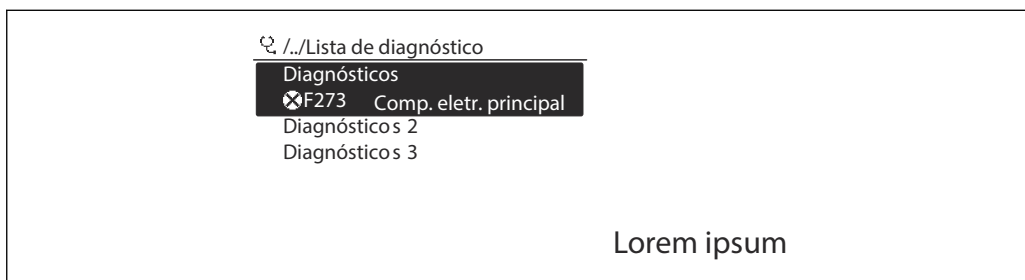 /../Lista de diagnóstico
Diagnósticos
F273 Comp. eletr. principal
Diagnósticos 2
Diagnósticos 3
Lorem ipsum